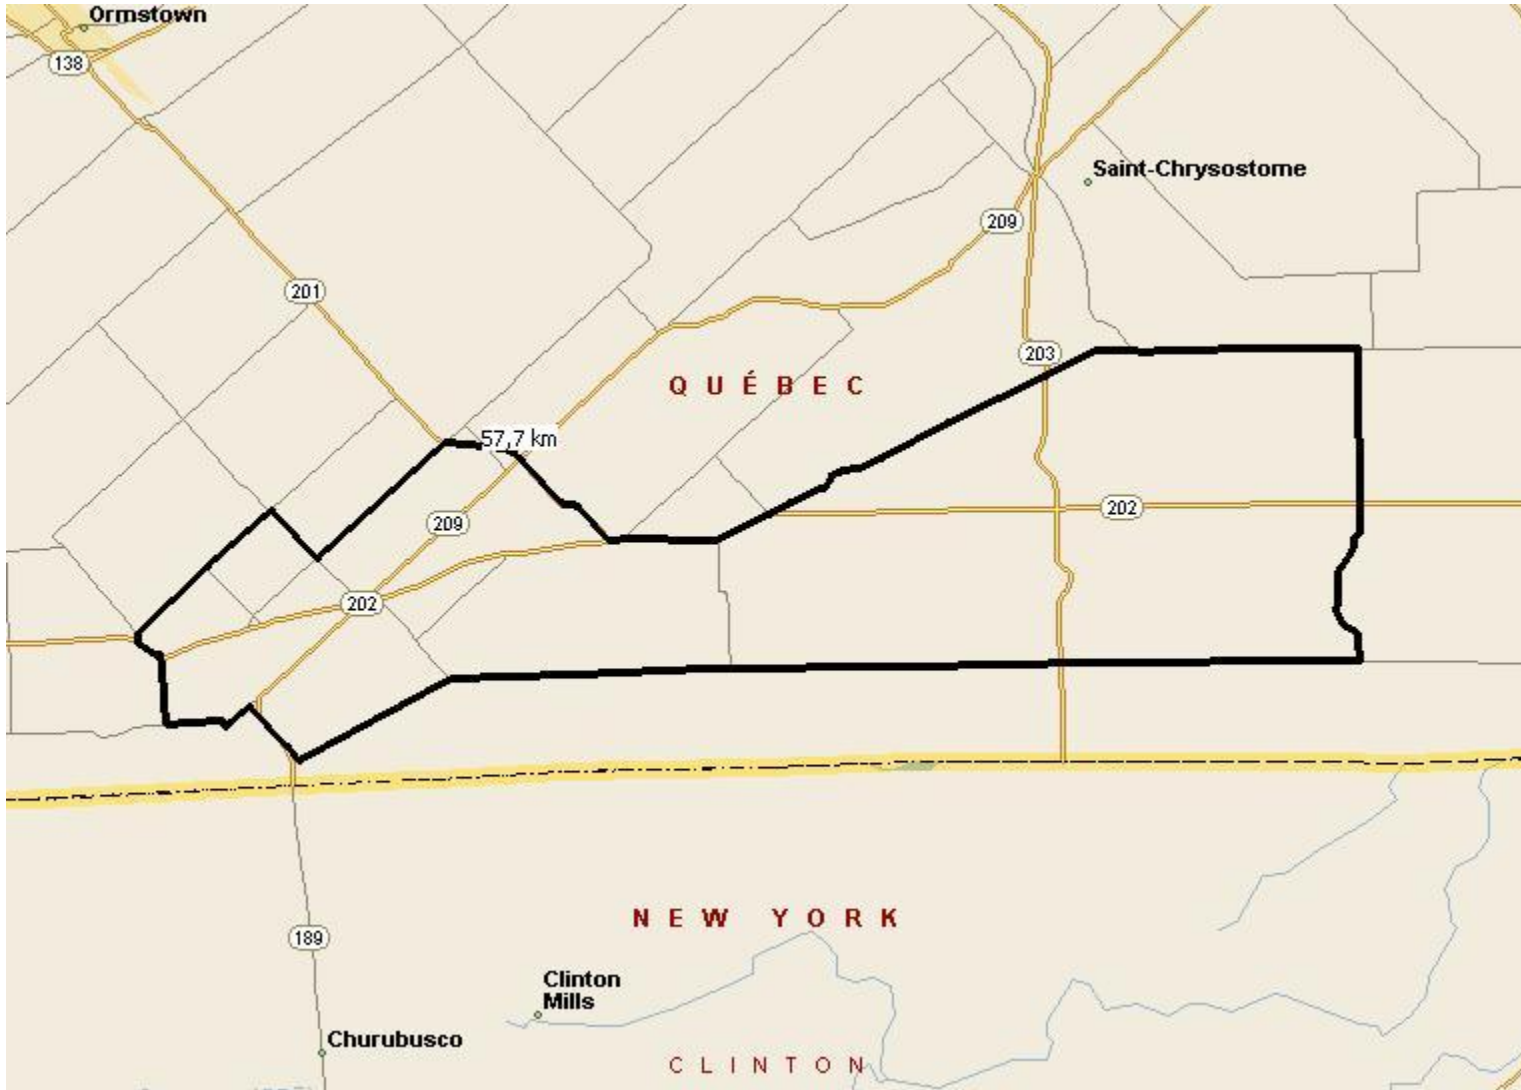 Ormstown
138
Saint-Chrysostome
209
201
203
QUÉBEC
57,7 km
202
209
202
NEW YORK
189
Clinton
Mills
Churubusco
CLINTON